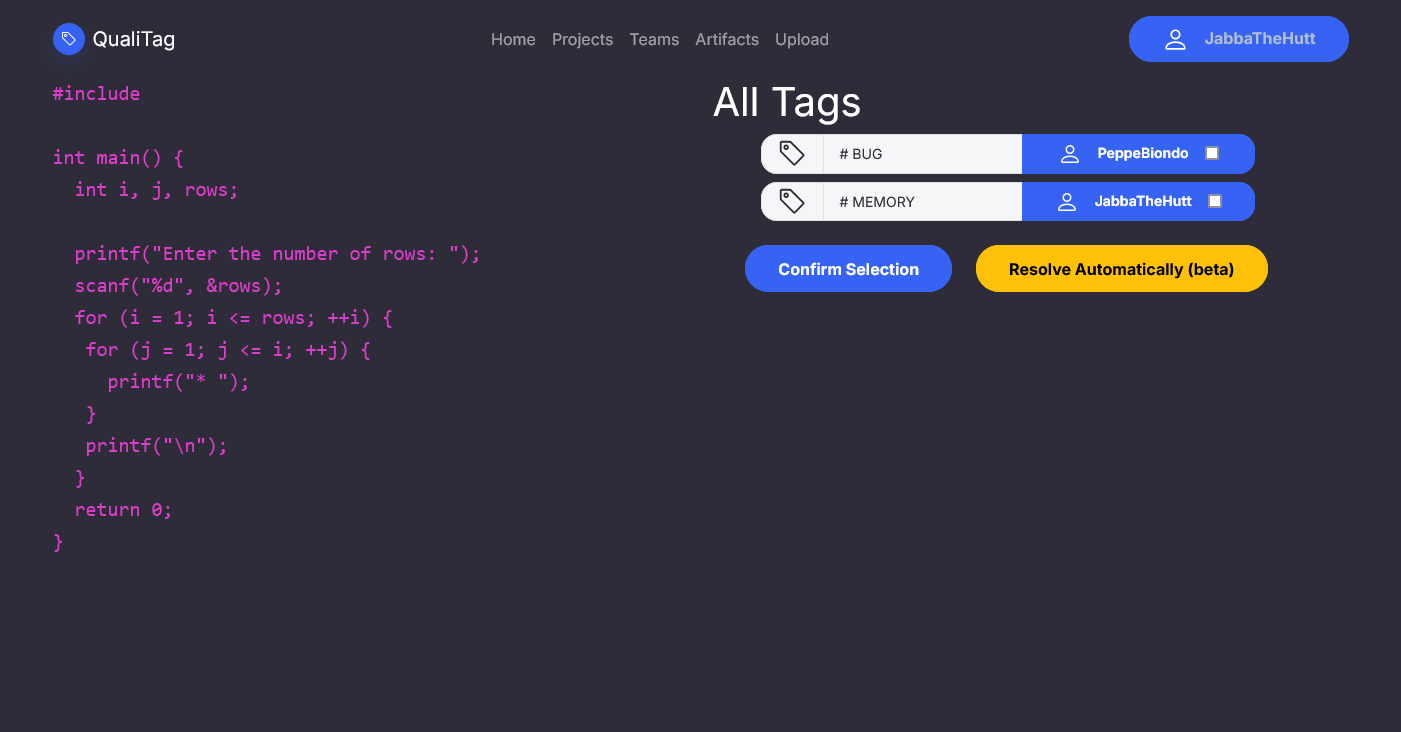 QualiTag
Home Projects Teams Artifacts Upload
JabbaTheHutt
#include
int main() {
  int i, j, rows;
  printf("Enter the number of rows: ");
  scanf("%d", &rows);
  for (i = 1; i <= rows; ++i) {
   for (j = 1; j <= i; ++j) {
     printf("* ");
   }
   printf("\n");
  }
  return 0;
}
All Tags
# BUG PeppeBiondo
# MEMORY JabbaTheHutt
Confirm Selection Resolve Automatically (beta)